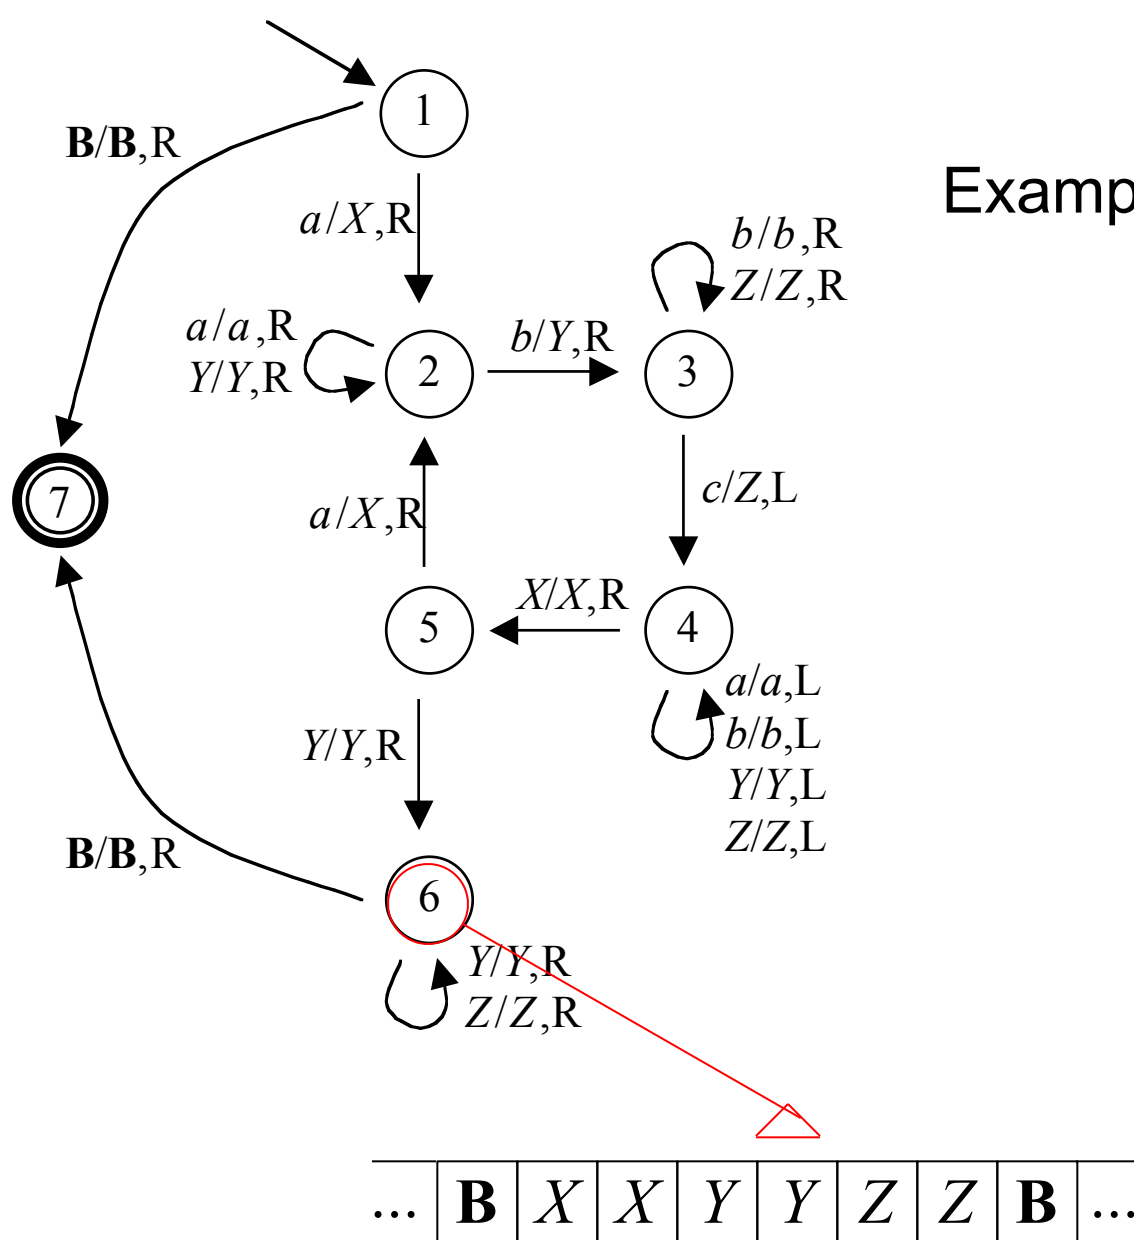 1
B/B,R
Examp
a/X,R
b/b,R
Z/Z,R
a/a,R
Y/Y,R
2
b/Y,R
3
7
a/X,R
c/Z,L
5
X/X,R
4
a/a,L
b/b,L
Y/Y,L
Z/Z,L
Y/Y,R
B/B,R
6
Y/Y,R
Z/Z,R
... B X X Y Y Z Z B ...